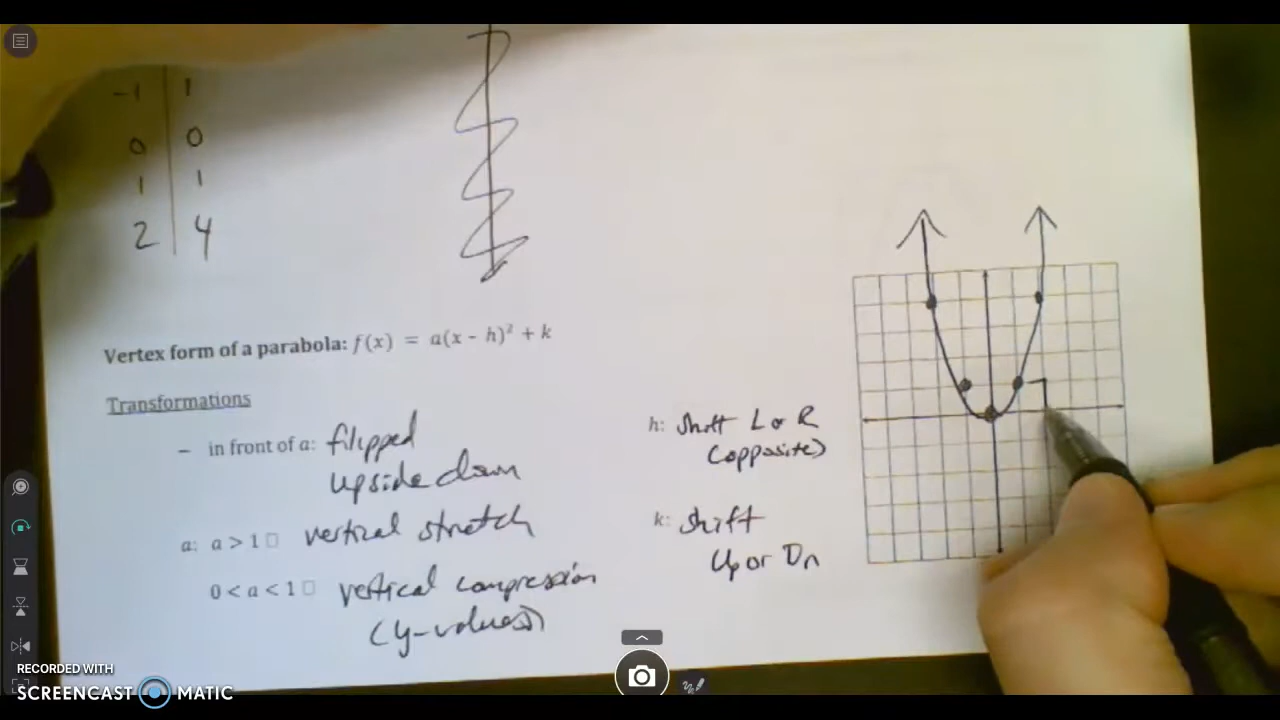 -1 1
0 0
1 1
2 4
Vertex form of a parabola: f(x) = a(x - h)² + k
Transformations
– in front of a: filipped
upside down
a: a > 1 vertical stretch
0 < a < 1 vertical compression
(y-values)
h: shift L or R
(opposite)
k: shift
Up or Dn
RECORDED WITH
SCREENCAST MATIC